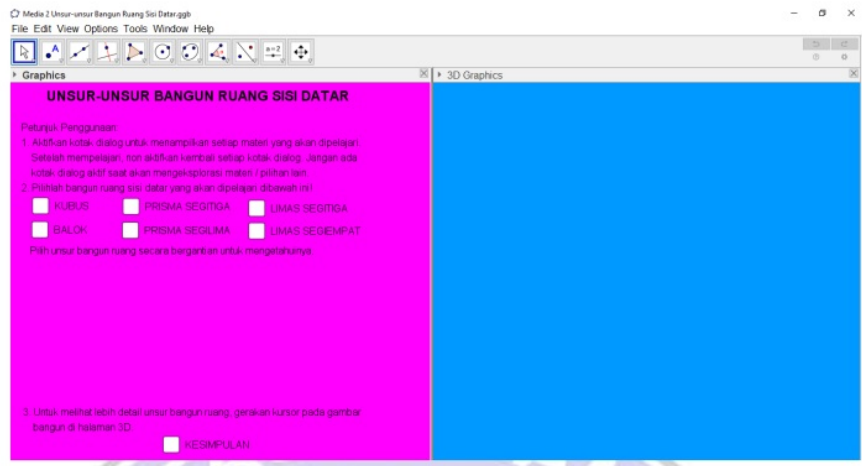 Media 2 Unsur-unsur Bangun Ruang Sisi Datar.ggb
File Edit View Options Tools Window Help
A
a=2
Graphics
3D Graphics
UNSUR-UNSUR BANGUN RUANG SISI DATAR
Petunjuk Penggunaan:
1. Aktifkan kotak dialog untuk menampilkan setiap materi yang akan dipelajari.
Setelah mempelajari, non aktifkan kembali setiap kotak dialog. Jangan ada
kotak dialog aktif saat akan mengeksplorasi materi / pilihan lain.
2. Pilihlah bangun ruang sisi datar yang akan dipelajari dibawah ini!
KUBUS PRISMA SEGITIGA LIMAS SEGITIGA
BALOK PRISMA SEGILIMA LIMAS SEGIEMPAT
Pilih unsur bangun ruang secara bergantian untuk mengetahuinya:
3. Untuk melihat lebih detail unsur bangun ruang, gerakan kursor pada gambar
bangun di halaman 3D.
KESIMPULAN